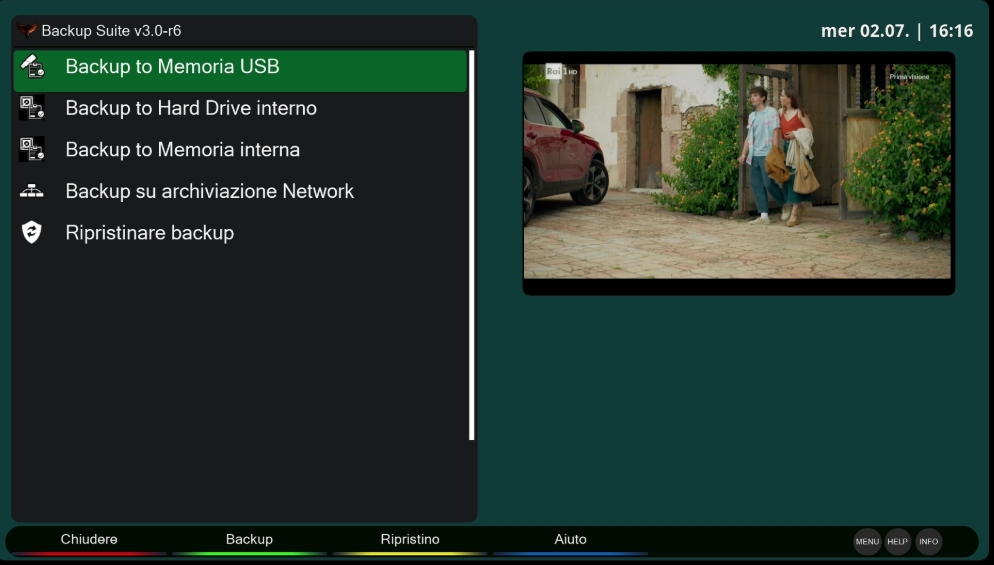 Backup Suite v3.0-r6
mer 02.07. | 16:16
Backup to Memoria USB
Backup to Hard Drive interno
Backup to Memoria interna
Backup su archiviazione Network
Ripristinare backup
Rai 1 HD
Prima visione
Chiudere
Backup
Ripristino
Aiuto
MENU
HELP
INFO